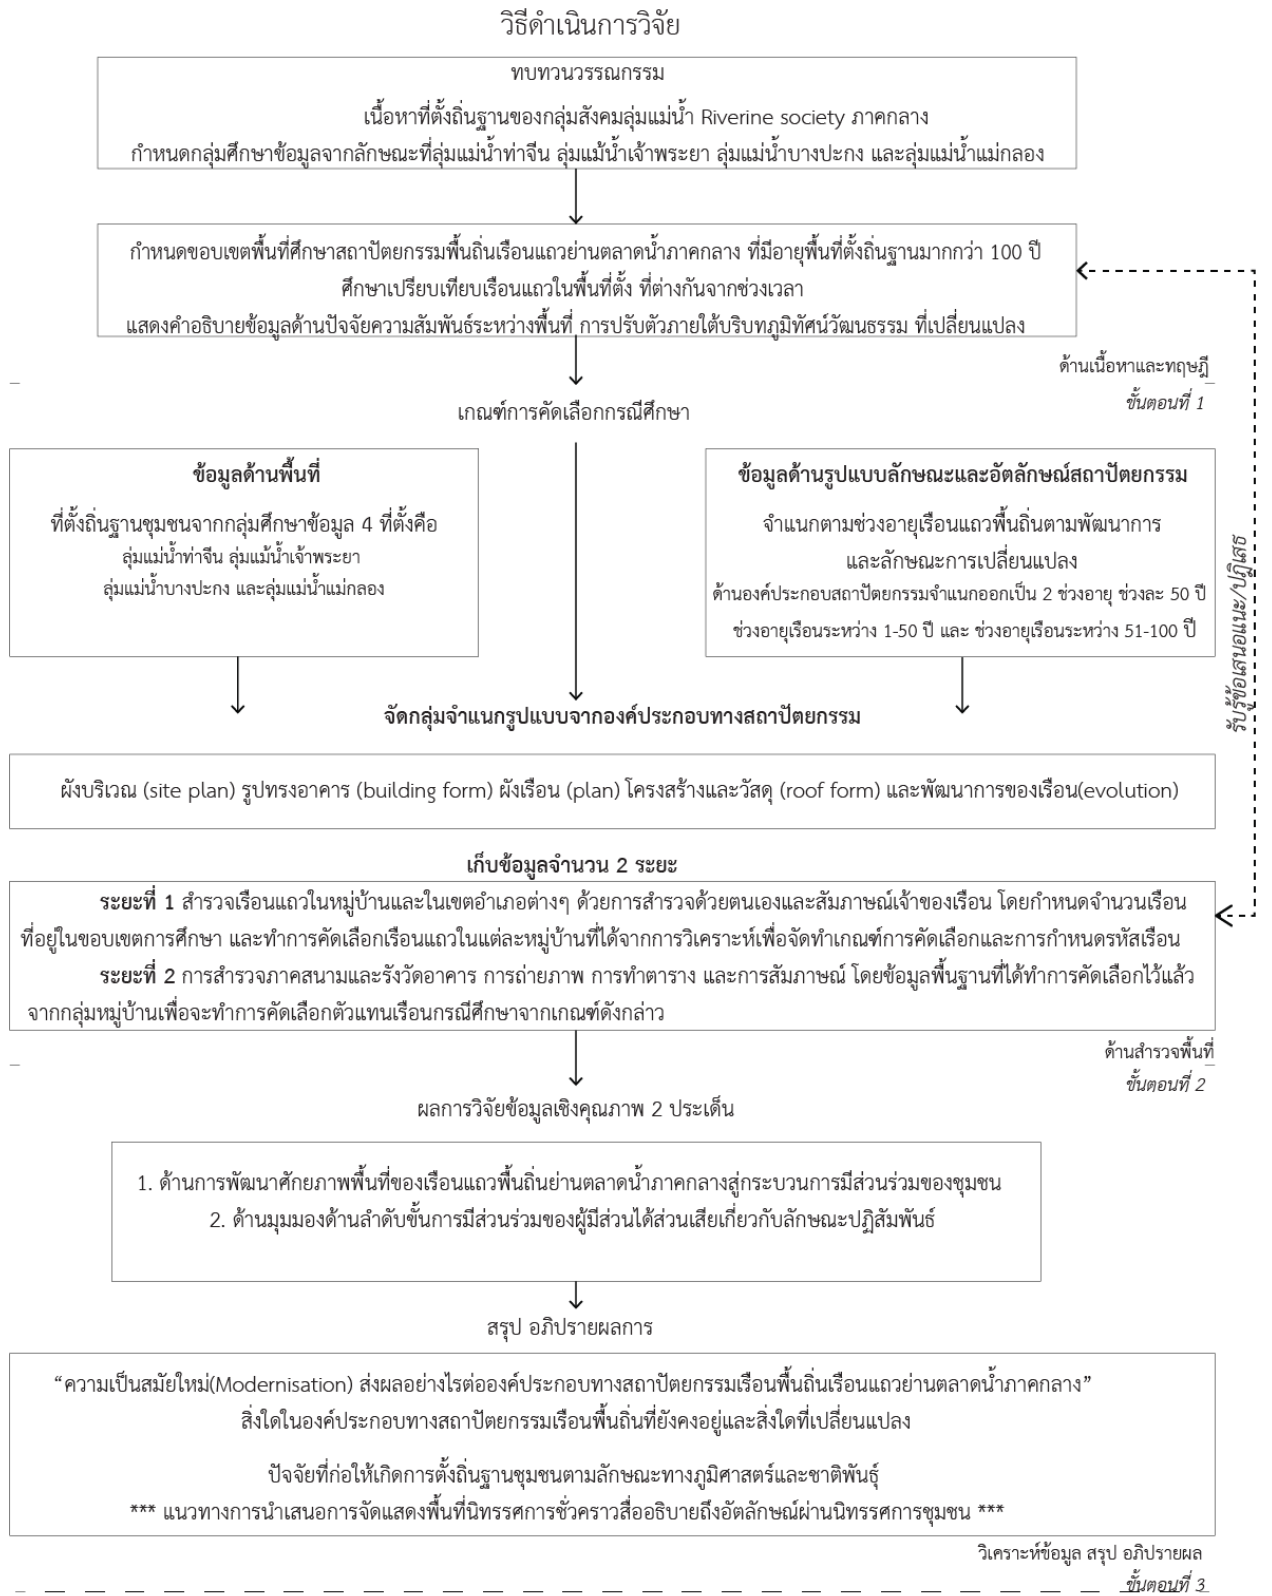 วิธีดำเนินการวิจัย
ทบทวนวรรณกรรม
เนื้อหาที่ตั้งถิ่นฐานของกลุ่มสังคมลุ่มแม่น้ำ Riverine society ภาคกลาง
กำหนดกลุ่มศึกษาข้อมูลจากลักษณะที่ลุ่มแม่น้ำท่าจีน ลุ่มแม้น้ำเจ้าพระยา ลุ่มแม่น้ำบางปะกง และลุ่มแม่น้ำแม่กลอง
กำหนดขอบเขตพื้นที่ศึกษาสถาปัตยกรรมพื้นถิ่นเรือนแถวย่านตลาดน้ำภาคกลาง ที่มีอายุพื้นที่ตั้งถิ่นฐานมากกว่า 100 ปี
ศึกษาเปรียบเทียบเรือนแถวในพื้นที่ตั้ง ที่ต่างกันจากช่วงเวลา
แสดงคำอธิบายข้อมูลด้านปัจจัยความสัมพันธ์ระหว่างพื้นที่ การปรับตัวภายใต้บริบทภูมิทัศน์วัฒนธรรม ที่เปลี่ยนแปลง
ด้านเนื้อหาและทฤษฎี
ขั้นตอนที่ 1
เกณฑ์การคัดเลือกกรณีศึกษา
ข้อมูลด้านพื้นที่
ที่ตั้งถิ่นฐานชุมชนจากกลุ่มศึกษาข้อมูล 4 ที่ตั้งคือ
ลุ่มแม่น้ำท่าจีน ลุ่มแม้น้ำเจ้าพระยา
ลุ่มแม่น้ำบางปะกง และลุ่มแม่น้ำแม่กลอง
ข้อมูลด้านรูปแบบลักษณะและอัตลักษณ์สถาปัตยกรรม
จำแนกตามช่วงอายุเรือนแถวพื้นถิ่นตามพัฒนาการ
และลักษณะการเปลี่ยนแปลง
ด้านองค์ประกอบสถาปัตยกรรมจำแนกออกเป็น 2 ช่วงอายุ ช่วงละ 50 ปี
ช่วงอายุเรือนระหว่าง 1-50 ปี และ ช่วงอายุเรือนระหว่าง 51-100 ปี
รับรู้ข้อเสนอแนะ/ปฏิเสธ
จัดกลุ่มจำแนกรูปแบบจากองค์ประกอบทางสถาปัตยกรรม
ผังบริเวณ (site plan) รูปทรงอาคาร (building form) ผังเรือน (plan) โครงสร้างและวัสดุ (roof form) และพัฒนาการของเรือน(evolution)
เก็บข้อมูลจำนวน 2 ระยะ
ระยะที่ 1 สำรวจเรือนแถวในหมู่บ้านและในเขตอำเภอต่างๆ ด้วยการสำรวจด้วยตนเองและสัมภาษณ์เจ้าของเรือน โดยกำหนดจำนวนเรือน
ที่อยู่ในขอบเขตการศึกษา และทำการคัดเลือกเรือนแถวในแต่ละหมู่บ้านที่ได้จากการวิเคราะห์เพื่อจัดทำเกณฑ์การคัดเลือกและการกำหนดรหัสเรือน
ระยะที่ 2 การสำรวจภาคสนามและรังวัดอาคาร การถ่ายภาพ การทำตาราง และการสัมภาษณ์ โดยข้อมูลพื้นฐานที่ได้ทำการคัดเลือกไว้แล้ว
จากกลุ่มหมู่บ้านเพื่อจะทำการคัดเลือกตัวแทนเรือนกรณีศึกษาจากเกณฑ์ดังกล่าว
ด้านสำรวจพื้นที่
ขั้นตอนที่ 2
ผลการวิจัยข้อมูลเชิงคุณภาพ 2 ประเด็น
1. ด้านการพัฒนาศักยภาพพื้นที่ของเรือนแถวพื้นถิ่นย่านตลาดน้ำภาคกลางสู่กระบวนการมีส่วนร่วมของชุมชน
2. ด้านมุมมองด้านลำดับขั้นการมีส่วนร่วมของผู้มีส่วนได้ส่วนเสียเกี่ยวกับลักษณะปฏิสัมพันธ์
สรุป อภิปรายผลการ
“ความเป็นสมัยใหม่(Modernisation) ส่งผลอย่างไรต่อองค์ประกอบทางสถาปัตยกรรมเรือนพื้นถิ่นเรือนแถวย่านตลาดน้ำภาคกลาง”
สิ่งใดในองค์ประกอบทางสถาปัตยกรรมเรือนพื้นถิ่นที่ยังคงอยู่และสิ่งใดที่เปลี่ยนแปลง
ปัจจัยที่ก่อให้เกิดการตั้งถิ่นฐานชุมชนตามลักษณะทางภูมิศาสตร์และชาติพันธุ์
*** แนวทางการนำเสนอการจัดแสดงพื้นที่นิทรรศการชั่วคราวสื่ออธิบายถึงอัตลักษณ์ผ่านนิทรรศการชุมชน ***
วิเคราะห์ข้อมูล สรุป อภิปรายผล
ขั้นตอนที่ 3